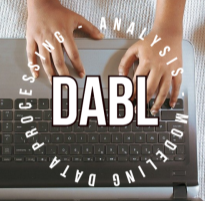 DABL
DATA PROCESSING - ANALYSIS - MODELING